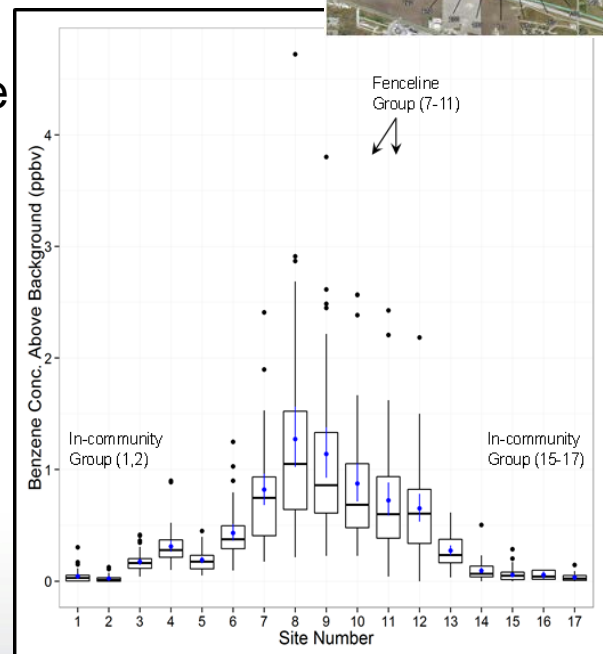 e
Fenceline
Group (7-11)
Benzene Conc. Above Background (ppbv)
4
3
2
1
0
In-community
Group (1,2)
In-community
Group (15-17)
1 2 3 4 5 6 7 8 9 10 11 12 13 14 15 16 17
Site Number